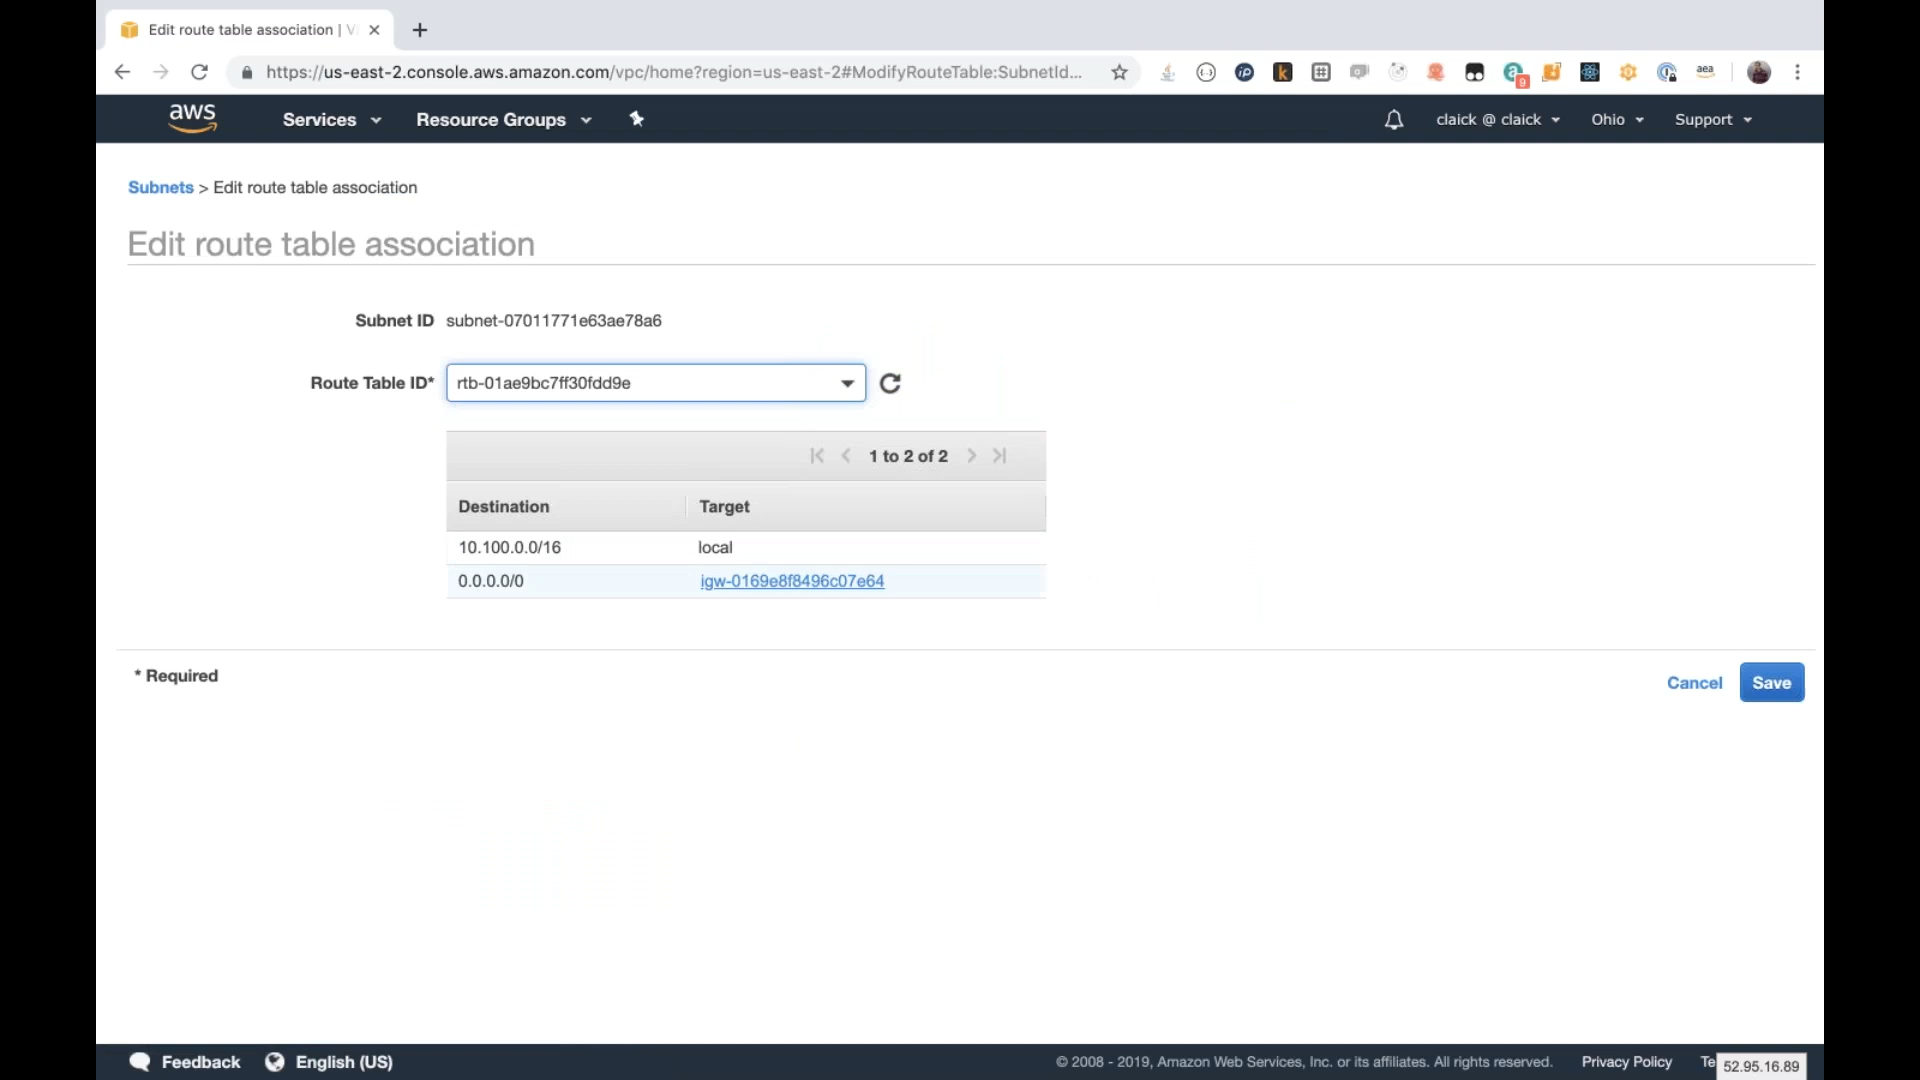 Edit route table association | V
https://us-east-2.console.aws.amazon.com/vpc/home?region=us-east-2#ModifyRouteTable:SubnetId...
iP
k
a
9
aea
aws
Services
Resource Groups
claick @ claick
Ohio
Support
Subnets > Edit route table association
Edit route table association
Subnet ID subnet-07011771e63ae78a6
Route Table ID* rtb-01ae9bc7ff30fdd9e
1 to 2 of 2
Destination Target
10.100.0.0/16 local
0.0.0.0/0 igw-0169e8f8496c07e64
* Required
Cancel Save
Feedback English (US)
© 2008 - 2019, Amazon Web Services, Inc. or its affiliates. All rights reserved. Privacy Policy Te
52.95.16.89